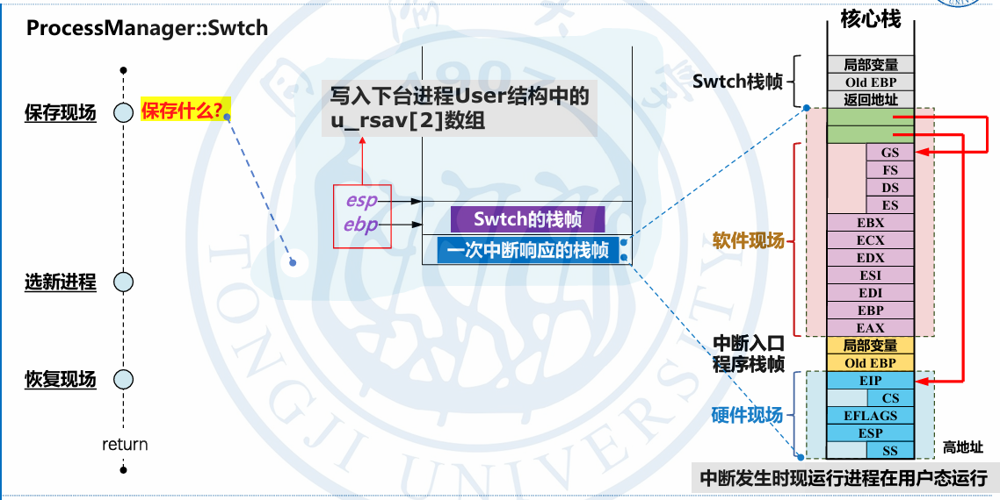 ProcessManager::Swtch
保存现场
保存什么?
选新进程
恢复现场
return
写入下台进程User结构中的
u_rsav[2]数组
esp
ebp
Swtch的栈帧
一次中断响应的栈帧
核心栈
Swtch栈帧
局部变量
Old EBP
返回地址
软件现场
GS
FS
DS
ES
EBX
ECX
EDX
ESI
EDI
EBP
EAX
中断入口
程序栈帧
局部变量
Old EBP
硬件现场
EIP
CS
EFLAGS
ESP
SS
高地址
中断发生时现运行进程在用户态运行
1907
TONGJI UNIVERSITY